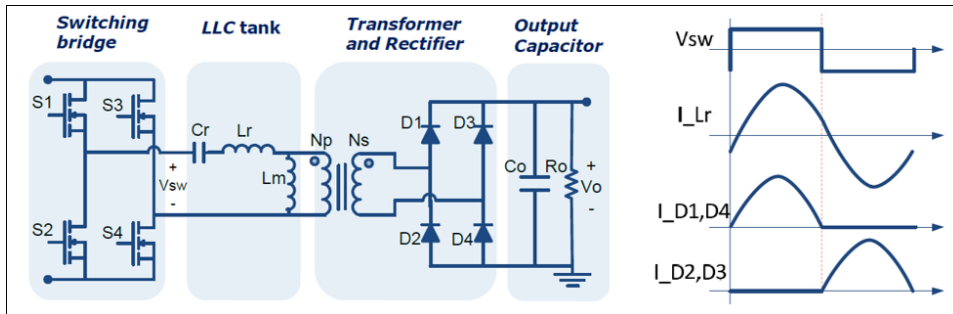 Switching
bridge
LLC tank
Transformer
and Rectifier
Output
Capacitor
S1
S3
S2
S4
Cr
Lr
Lm
+
Vsw
-
Np
Ns
D1
D3
D2
D4
Co
Ro
+
Vo
-
Vsw
I_Lr
I_D1,D4
I_D2,D3